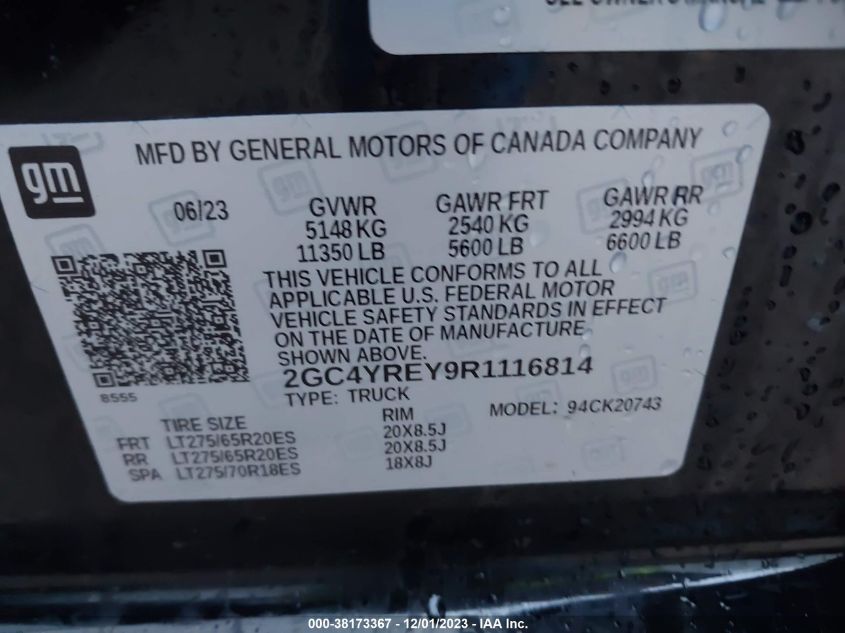 gm
MFD BY GENERAL MOTORS OF CANADA COMPANY
06/23 GVWR GAWR FRT GAWR RR
5148 KG 2540 KG 2994 KG
11350 LB 5600 LB 6600 LB
THIS VEHICLE CONFORMS TO ALL
APPLICABLE U.S. FEDERAL MOTOR
VEHICLE SAFETY STANDARDS IN EFFECT
ON THE DATE OF MANUFACTURE
SHOWN ABOVE.
2GC4YREY9R1116814
8555
TYPE: TRUCK MODEL: 94CK20743
TIRE SIZE RIM
FRT LT275/65R20ES 20X8.5J
RR LT275/65R20ES 20X8.5J
SPA LT275/70R18ES 18X8J
000-38173367 - 12/01/2023 - IAA Inc.